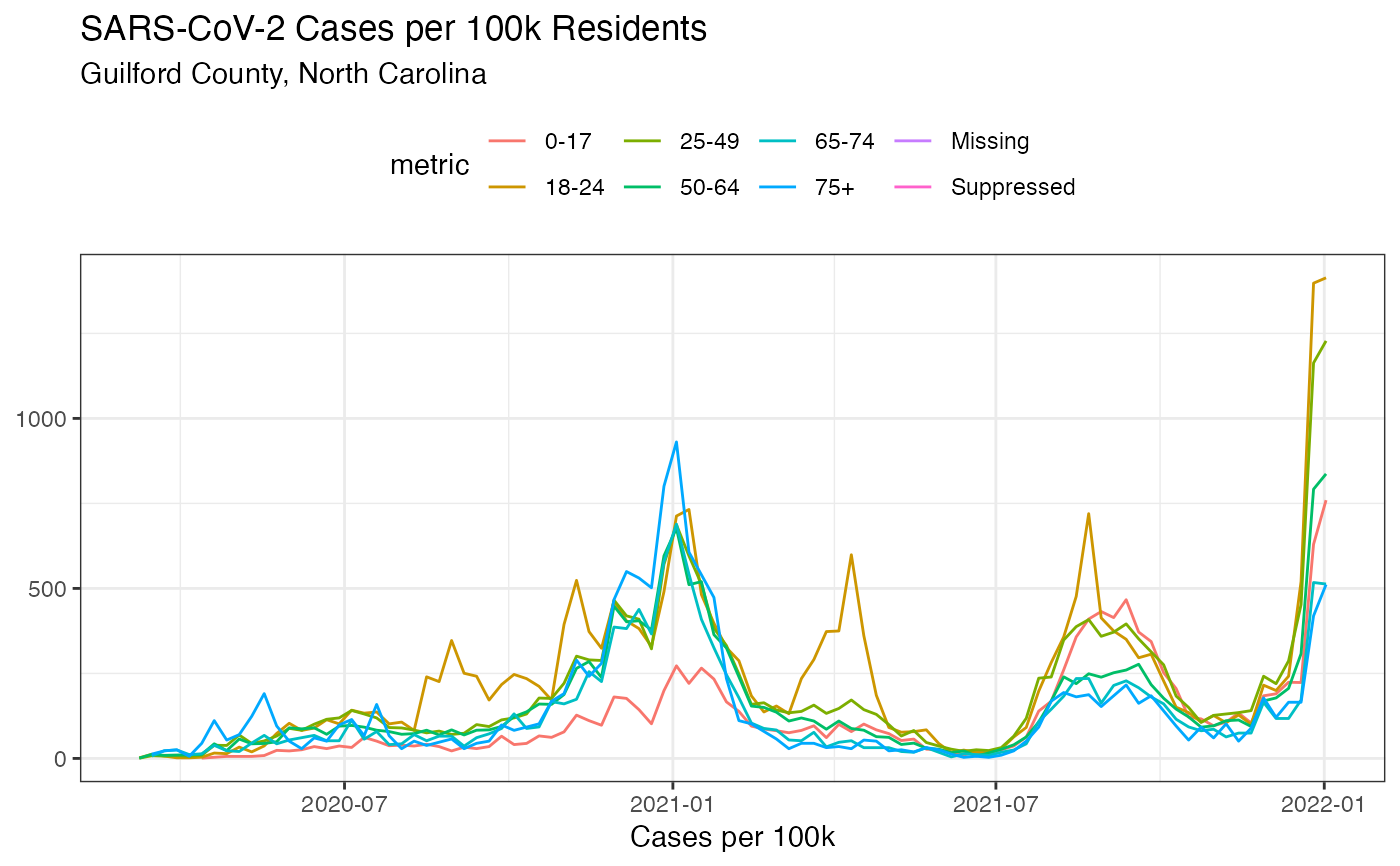 SARS-CoV-2 Cases per 100k Residents
Guilford County, North Carolina
metric
0-17 25-49 65-74 Missing
18-24 50-64 75+ Suppressed
1000
500
0
2020-07 2021-01 2021-07 2022-01
Cases per 100k